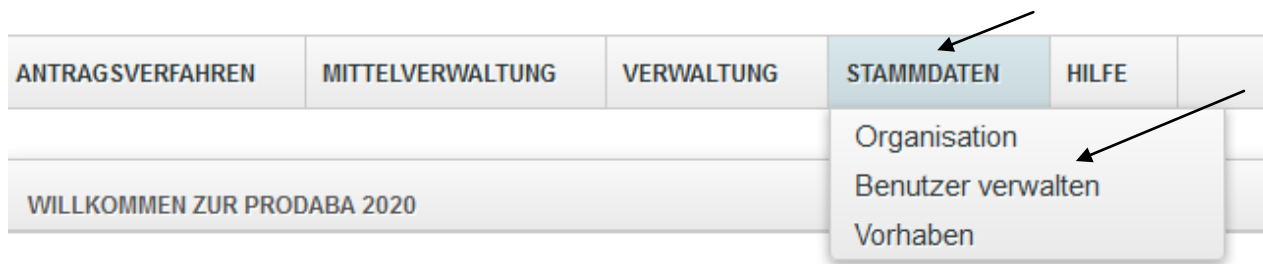 ANTRAGSVERFAHREN MITTELVERWALTUNG VERWALTUNG STAMMDATEN HILFE
Organisation
Benutzer verwalten
WILLKOMMEN ZUR PRODABA 2020
Vorhaben